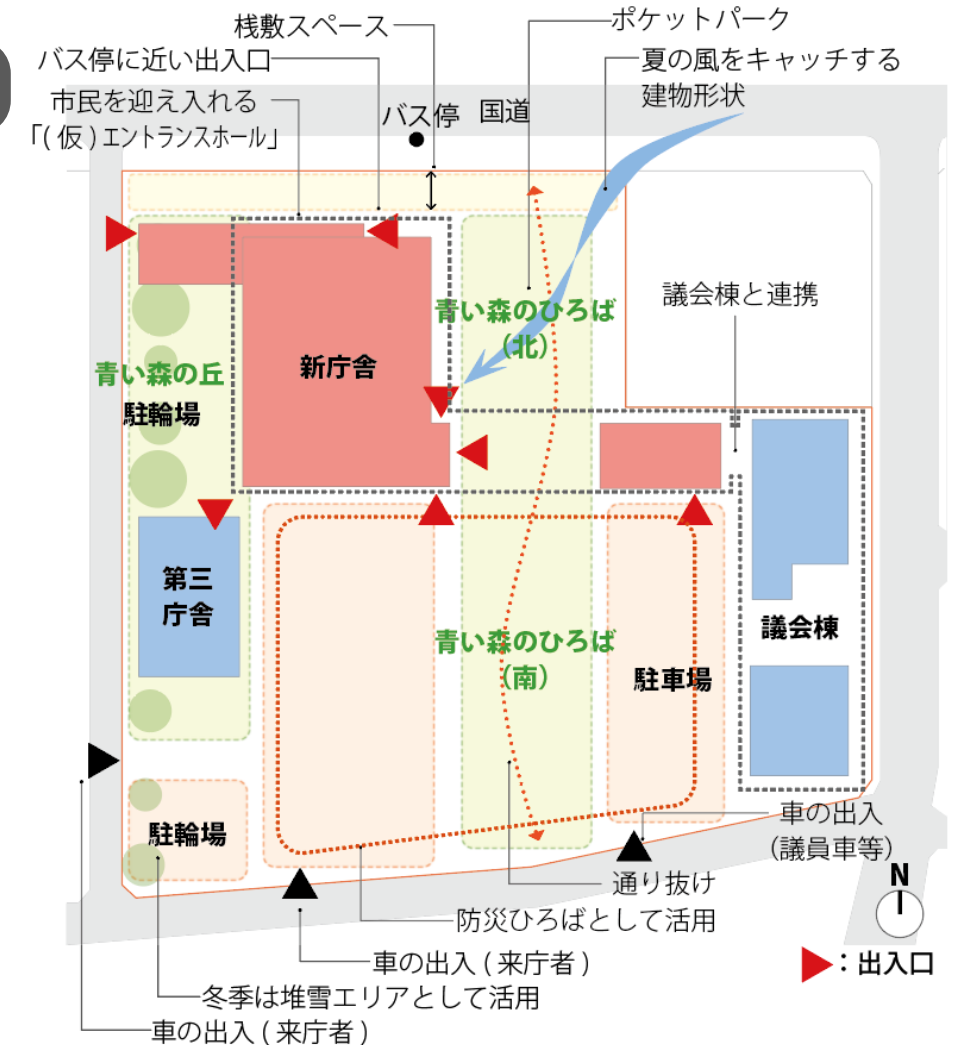 桟敷スペース
ポケットパーク
バス停に近い出入口
夏の風をキャッチする
建物形状
市民を迎え入れる
「(仮)エントランスホール」
バス停
国道
議会棟と連携
青い森のひろば
(北)
新庁舎
青い森の丘
駐輪場
第三
庁舎
青い森のひろば
(南)
議会棟
駐車場
駐輪場
車の出入
(議員車等)
N
通り抜け
防災ひろばとして活用
車の出入(来庁者)
:出入口
冬季は堆雪エリアとして活用
車の出入(来庁者)